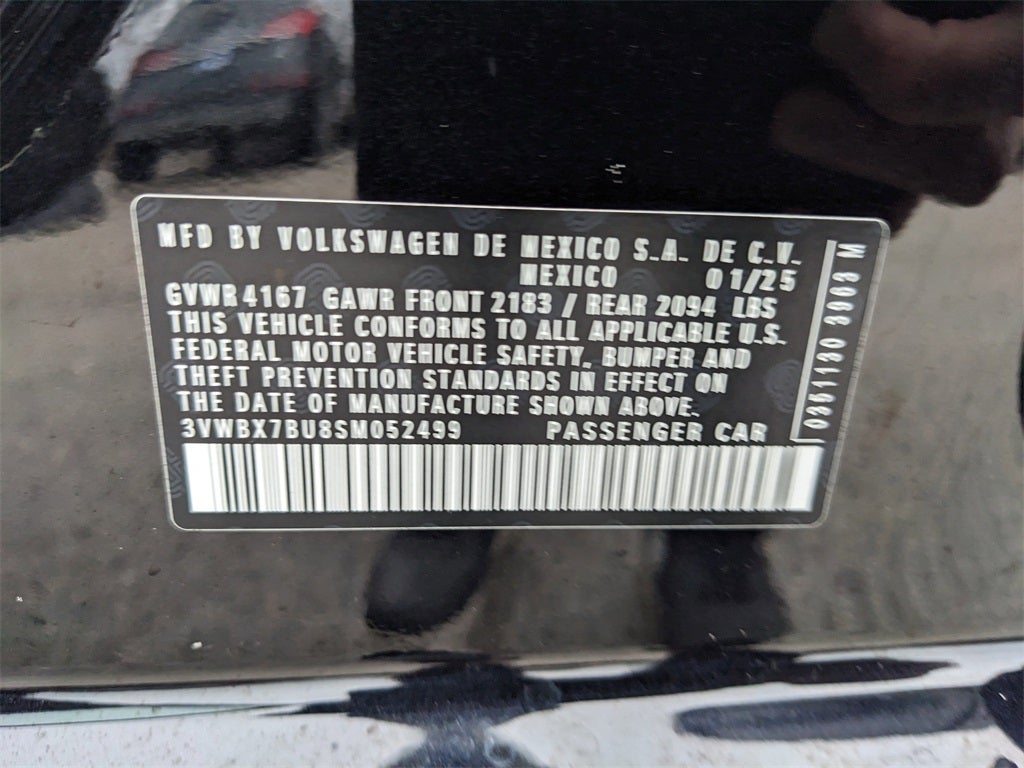 MFD BY VOLKSWAGEN DE MEXICO S.A. DE C.V.
MEXICO 01/25
GVWR 4167 GAWR FRONT 2183 / REAR 2094 LBS
THIS VEHICLE CONFORMS TO ALL APPLICABLE U.S.
FEDERAL MOTOR VEHICLE SAFETY, BUMPER AND
THEFT PREVENTION STANDARDS IN EFFECT ON
THE DATE OF MANUFACTURE SHOWN ABOVE.
3VWBX7BU8SM052499 PASSENGER CAR